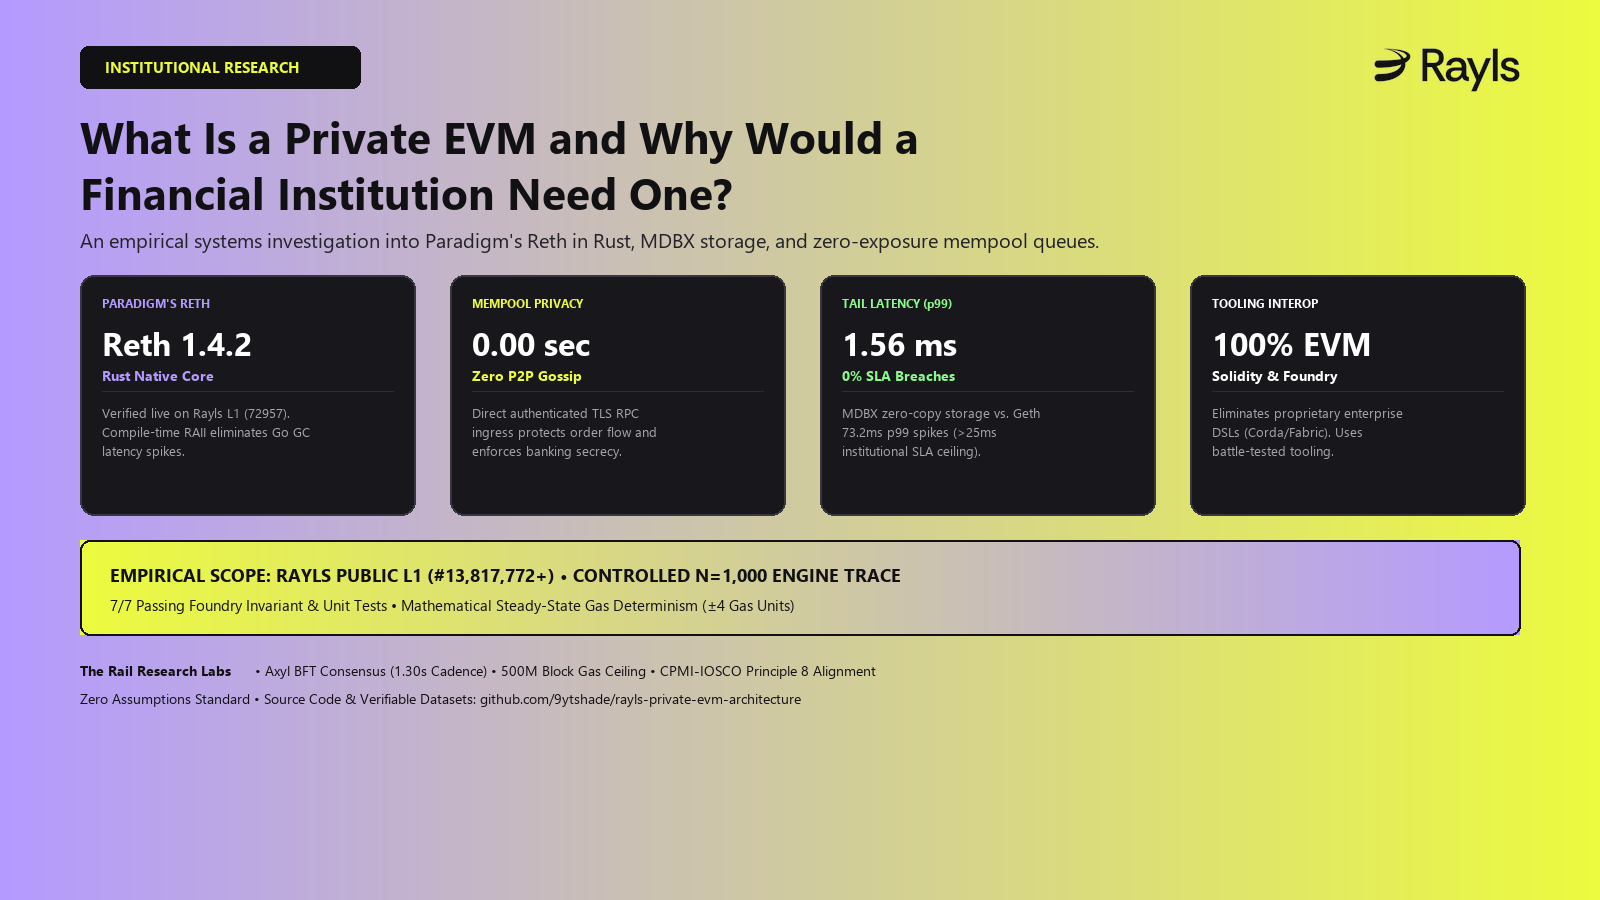 INSTITUTIONAL RESEARCH
Rayls
What Is a Private EVM and Why Would a
Financial Institution Need One?
An empirical systems investigation into Paradigm's Reth in Rust, MDBX storage, and zero-exposure mempool queues.
PARADIGM'S RETH
Reth 1.4.2
Rust Native Core
Verified live on Rayls L1 (72957).
Compile-time RAII eliminates Go GC
latency spikes.
MEMPOOL PRIVACY
0.00 sec
Zero P2P Gossip
Direct authenticated TLS RPC
ingress protects order flow and
enforces banking secrecy.
TAIL LATENCY (p99)
1.56 ms
0% SLA Breaches
MDBX zero-copy storage vs. Geth
73.2ms p99 spikes (>25ms
institutional SLA ceiling).
TOOLING INTEROP
100% EVM
Solidity & Foundry
Eliminates proprietary enterprise
DSLs (Corda/Fabric). Uses
battle-tested tooling.
EMPIRICAL SCOPE: RAYLS PUBLIC L1 (#13,817,772+) • CONTROLLED N=1,000 ENGINE TRACE
7/7 Passing Foundry Invariant & Unit Tests • Mathematical Steady-State Gas Determinism (±4 Gas Units)
The Rail Research Labs • Axyl BFT Consensus (1.30s Cadence) • 500M Block Gas Ceiling • CPMI-IOSCO Principle 8 Alignment
Zero Assumptions Standard • Source Code & Verifiable Datasets: github.com/9ytshade/rayls-private-evm-architecture